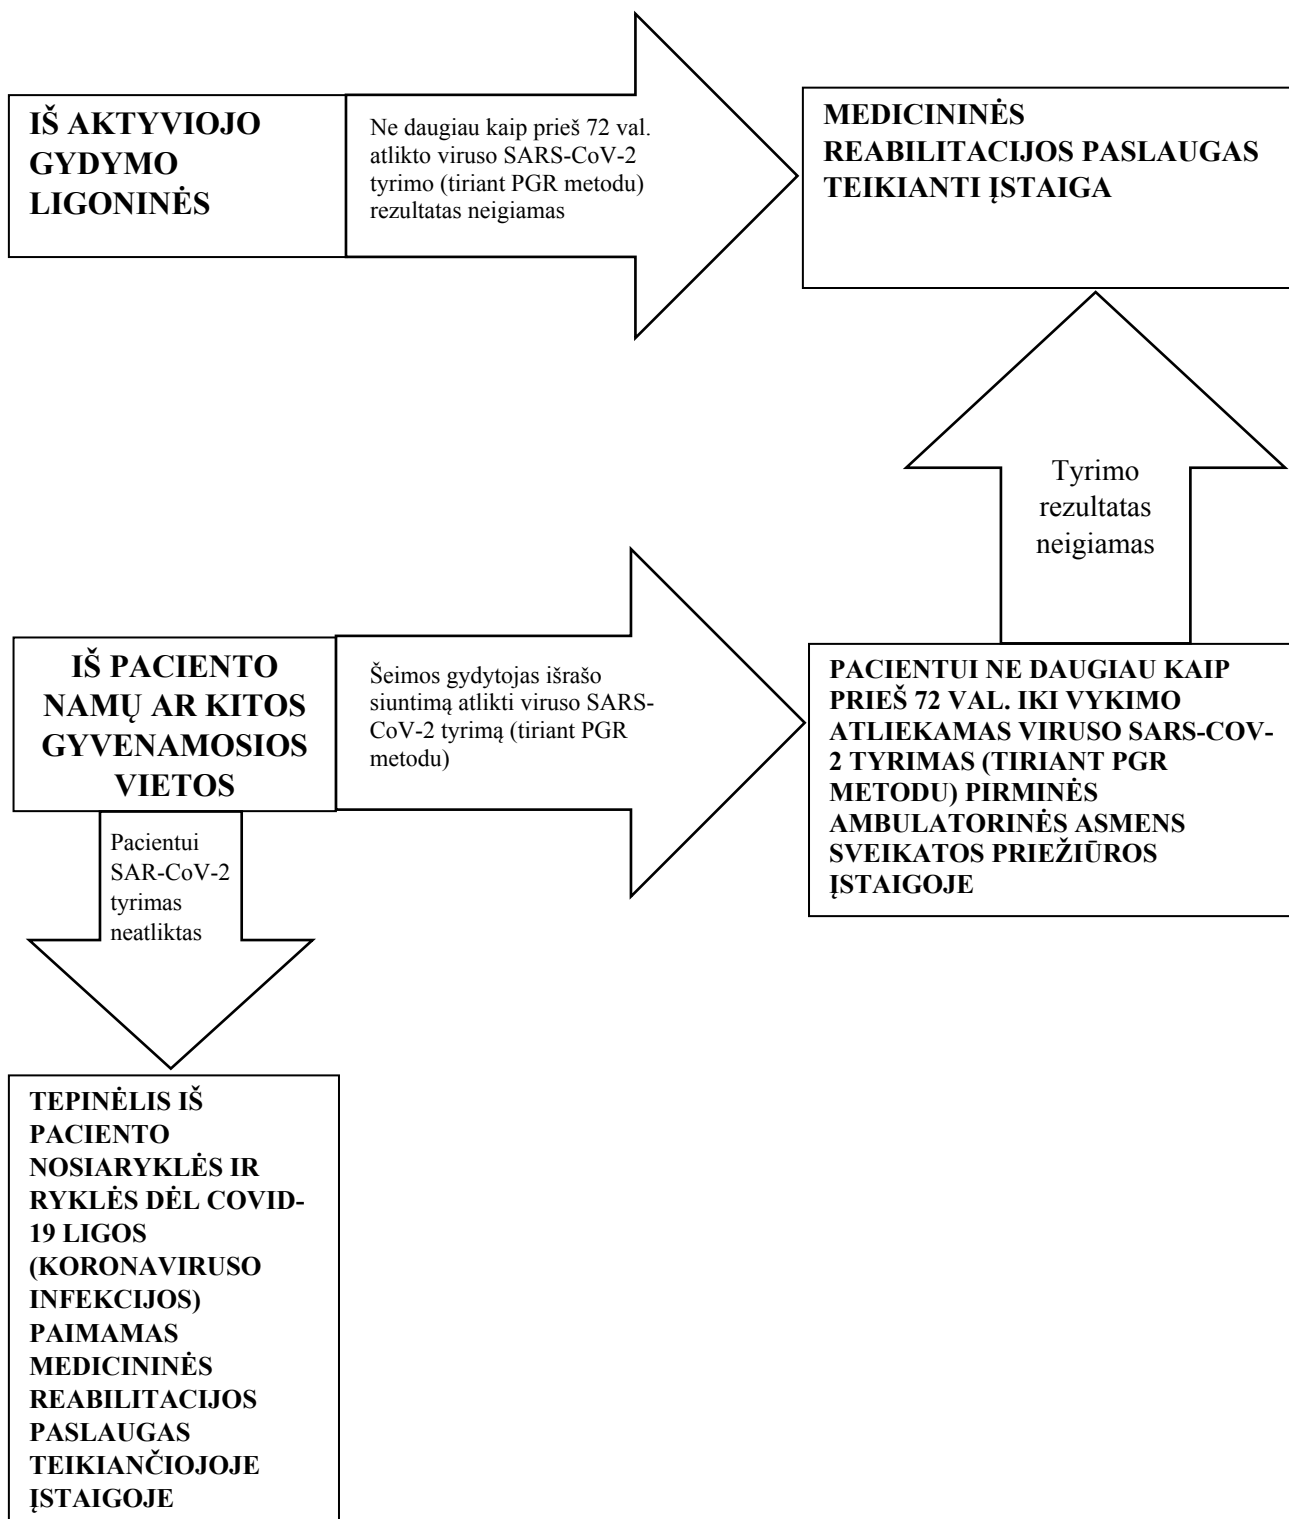 IŠ AKTYVIOJO
GYDYMO
LIGONINĖS
Ne daugiau kaip prieš 72 val.
atlikto viruso SARS-CoV-2
tyrimo (tiriant PGR metodu)
rezultatas neigiamas
MEDICININĖS
REABILITACIJOS PASLAUGAS
TEIKIANTI ĮSTAIGA
Tyrimo
rezultatas
neigiamas
IŠ PACIENTO
NAMŲ AR KITOS
GYVENAMOSIOS
VIETOS
Šeimos gydytojas išrašo
siuntimą atlikti viruso SARS-
CoV-2 tyrimą (tiriant PGR
metodu)
PACIENTUI NE DAUGIAU KAIP
PRIEŠ 72 VAL. IKI VYKIMO
ATLIEKAMAS VIRUSO SARS-COV-
2 TYRIMAS (TIRIANT PGR
METODU) PIRMINĖS
AMBULATORINĖS ASMENS
SVEIKATOS PRIEŽIŪROS
ĮSTAIGOJE
Pacientui
SAR-CoV-2
tyrimas
neatliktas
TEPINĖLIS IŠ
PACIENTO
NOSIARYKLĖS IR
RYKLĖS DĖL COVID-
19 LIGOS
(KORONAVIRUSO
INFEKCIJOS)
PAIMAMAS
MEDICININĖS
REABILITACIJOS
PASLAUGAS
TEIKIANČIOJOJE
ĮSTAIGOJE